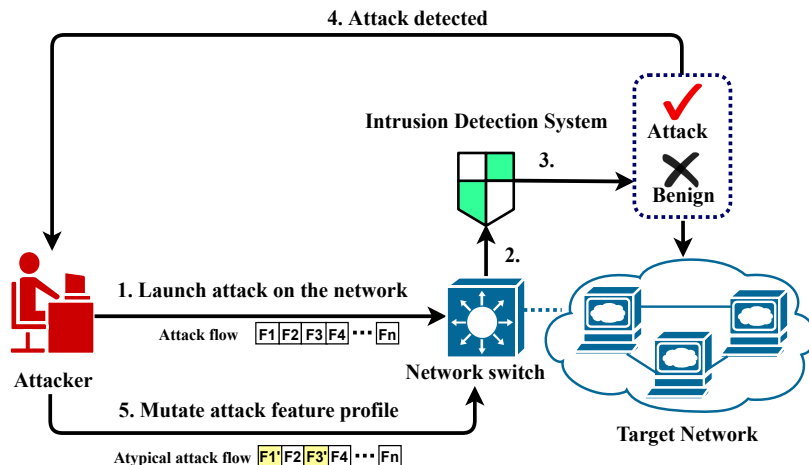 4. Attack detected
Intrusion Detection System
3.
Attack
Benign
2.
1. Launch attack on the network
Attack flow F1 F2 F3 F4 ··· Fn
Attacker
Network switch
5. Mutate attack feature profile
Target Network
Atypical attack flow F1' F2 F3' F4 ··· Fn